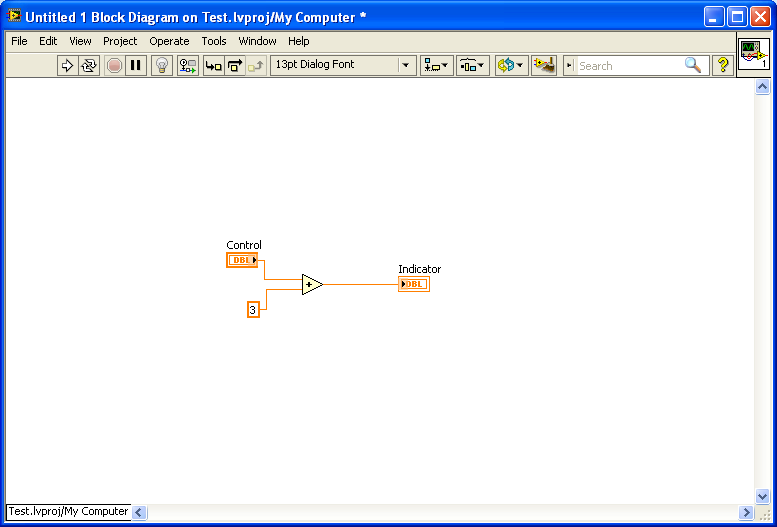 Untitled 1 Block Diagram on Test.lvproj/My Computer *
File Edit View Project Operate Tools Window Help
13pt Dialog Font Search ? 1
Control
DBL
+
Indicator
DBL
3
Test.lvproj/My Computer